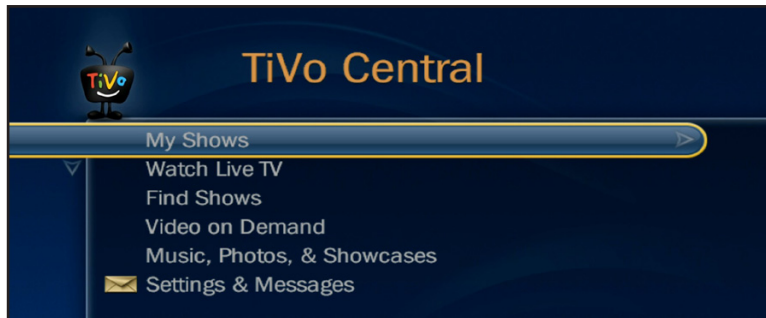 TiVo
TiVo Central
My Shows
Watch Live TV
Find Shows
Video on Demand
Music, Photos, & Showcases
Settings & Messages